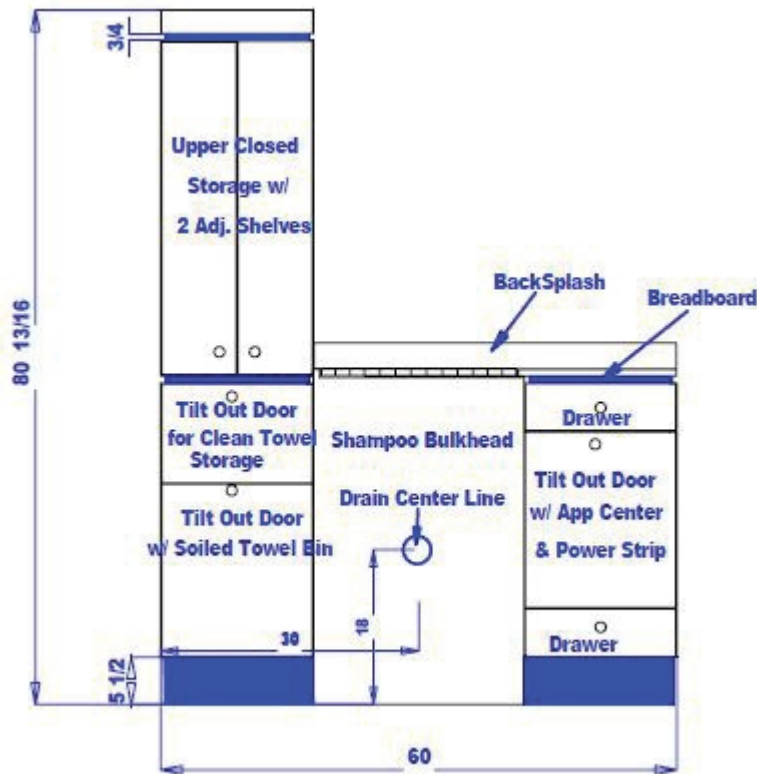 3/4
Upper Closed
Storage w/
2 Adj. Shelves
80 13/16
BackSplash
Breadboard
Tilt Out Door
for Clean Towel
Storage
Shampoo Bulkhead
Drawer
Drain Center Line
Tilt Out Door
w/ Soiled Towel Bin
Tilt Out Door
w/ App Center
& Power Strip
18
30
Drawer
5 1/2
60